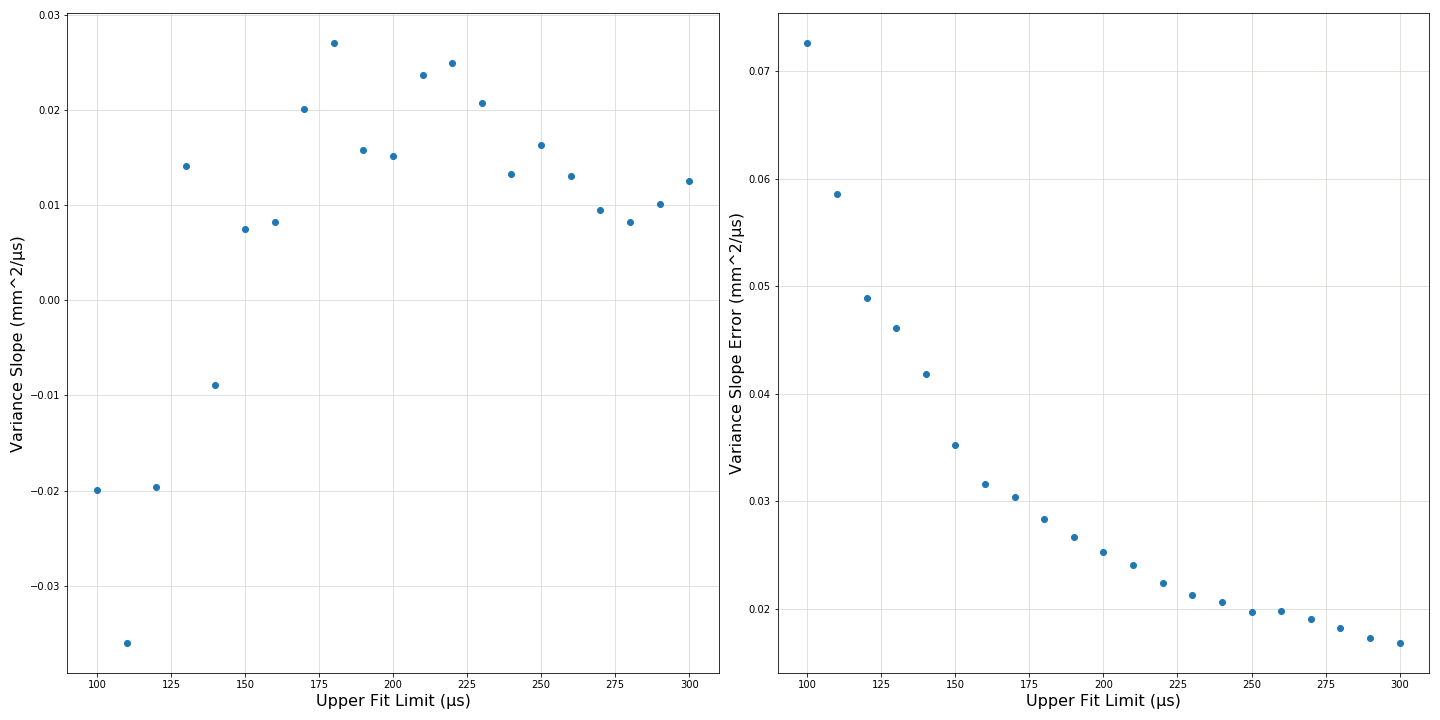 0.03
0.02
0.01
0.00
−0.01
−0.02
−0.03
Variance Slope (mm^2/μs)
100 125 150 175 200 225 250 275 300
Upper Fit Limit (μs)
0.07
0.06
0.05
0.04
0.03
0.02
Variance Slope Error (mm^2/μs)
100 125 150 175 200 225 250 275 300
Upper Fit Limit (μs)